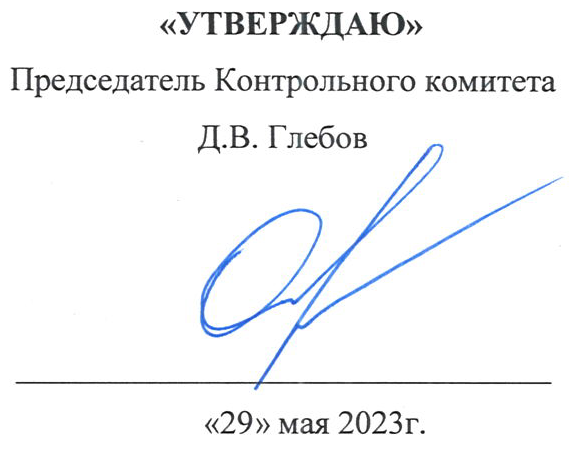 «УТВЕРЖДАЮ»
Председатель Контрольного комитета
Д.В. Глебов
«29» мая 2023г.